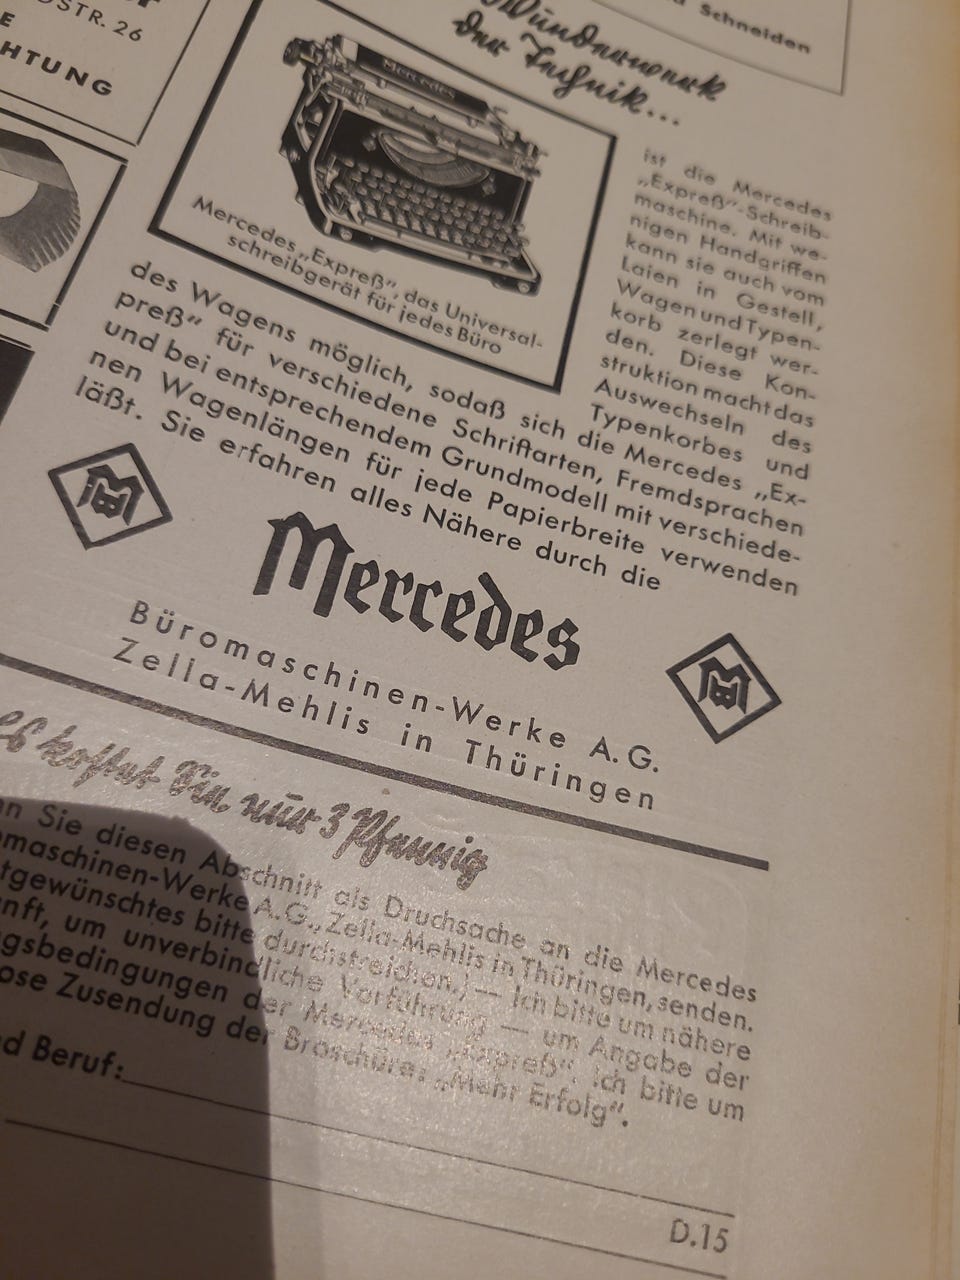 DSTR. 26
E
HTUNG
d Schneiden
Wunderwerk
der Technik...
Mercedes
Mercedes „Expreß", das Universal-
schreibgerät für jedes Büro
ist die Mercedes
„Expreß"-Schreib-
maschine. Mit we-
nigen Handgriffen
kann sie auch vom
Laien in Gestell,
Wagen und Typen-
korb zerlegt wer-
den. Diese Kon-
struktion macht das
Auswechseln des
Typenkorbes und
des Wagens möglich, sodaß sich die Mercedes „Ex-
preß" für verschiedene Schriftarten, Fremdsprachen
und bei entsprechendem Grundmodell mit verschiede-
nen Wagenlängen für jede Papierbreite verwenden
läßt. Sie erfahren alles Nähere durch die
Mercedes
Büromaschinen-Werke A.G.
Zella-Mehlis in Thüringen
Es kostet Sie nur 3 Pfennig
nn Sie diesen Abschnitt als Druchsache an die Mercedes
omaschinen-Werke A.G., Zella-Mehlis in Thüringen, senden.
tgewünschtes bitte durchstreichen.) — Ich bitte um nähere
nft, um unverbindliche Vorführung — um Angabe der
gsbedingungen der Mercedes „Expreß". Ich bitte um
ose Zusendung der Broschüre: „Mehr Erfolg".
nd Beruf:
D.15